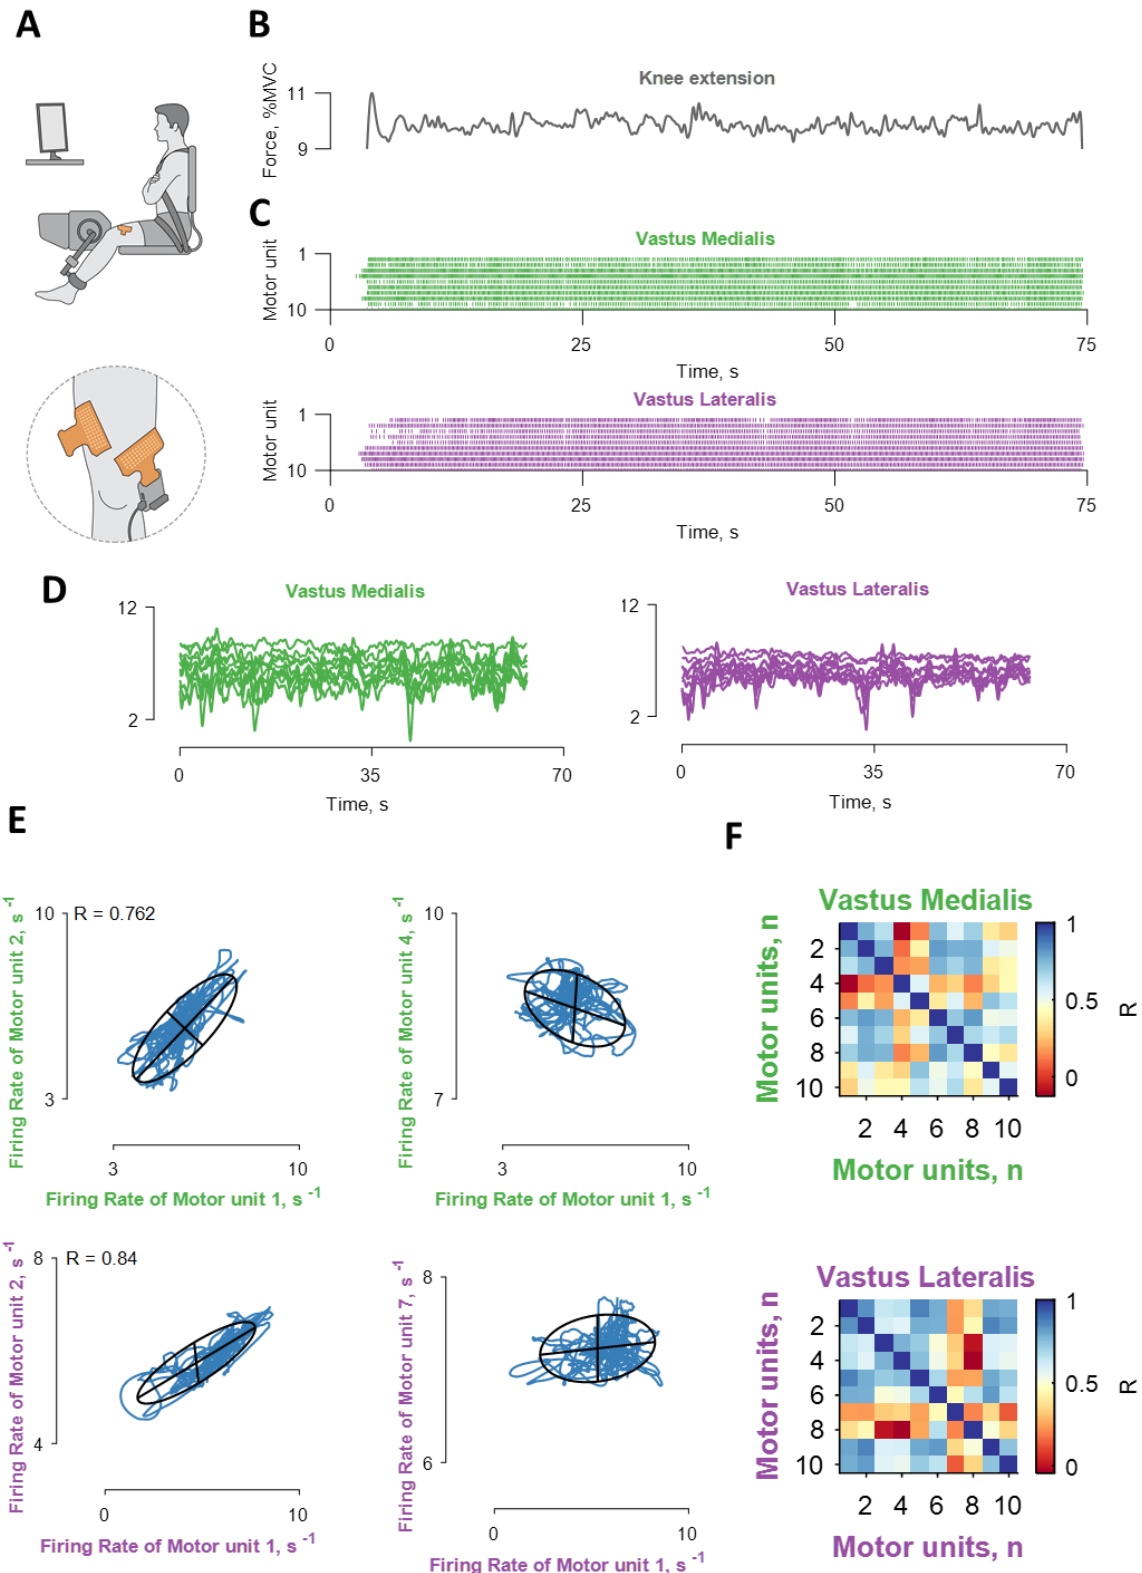 A
B
Knee extension
Force, %MVC
11
9
C
Vastus Medialis
Motor unit
1
10
0
25
50
75
Time, s
Vastus Lateralis
Motor unit
1
10
0
25
50
75
Time, s
D
Vastus Medialis
12
2
0
35
70
Time, s
Vastus Lateralis
12
2
0
35
70
Time, s
E
R = 0.762
Firing Rate of Motor unit 2, s -1
10
3
3
10
Firing Rate of Motor unit 1, s -1
Firing Rate of Motor unit 4, s -1
10
7
3
10
Firing Rate of Motor unit 1, s -1
R = 0.84
Firing Rate of Motor unit 2, s -1
8
4
0
10
Firing Rate of Motor unit 1, s -1
Firing Rate of Motor unit 7, s -1
8
6
0
10
Firing Rate of Motor unit 1, s -1
F
Vastus Medialis
Motor units, n
2
4
6
8
10
2 4 6 8 10
Motor units, n
1
0.5
0
R
Vastus Lateralis
Motor units, n
2
4
6
8
10
2 4 6 8 10
Motor units, n
1
0.5
0
R